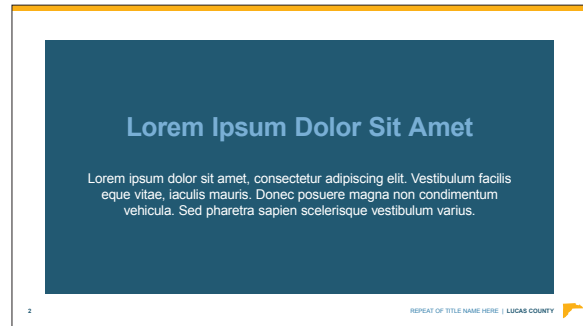 Lorem Ipsum Dolor Sit Amet
Lorem ipsum dolor sit amet, consectetur adipiscing elit. Vestibulum facilis
eque vitae, iaculis mauris. Donec posuere magna non condimentum
vehicula. Sed pharetra sapien scelerisque vestibulum varius.
2
REPEAT OF TITLE NAME HERE | LUCAS COUNTY